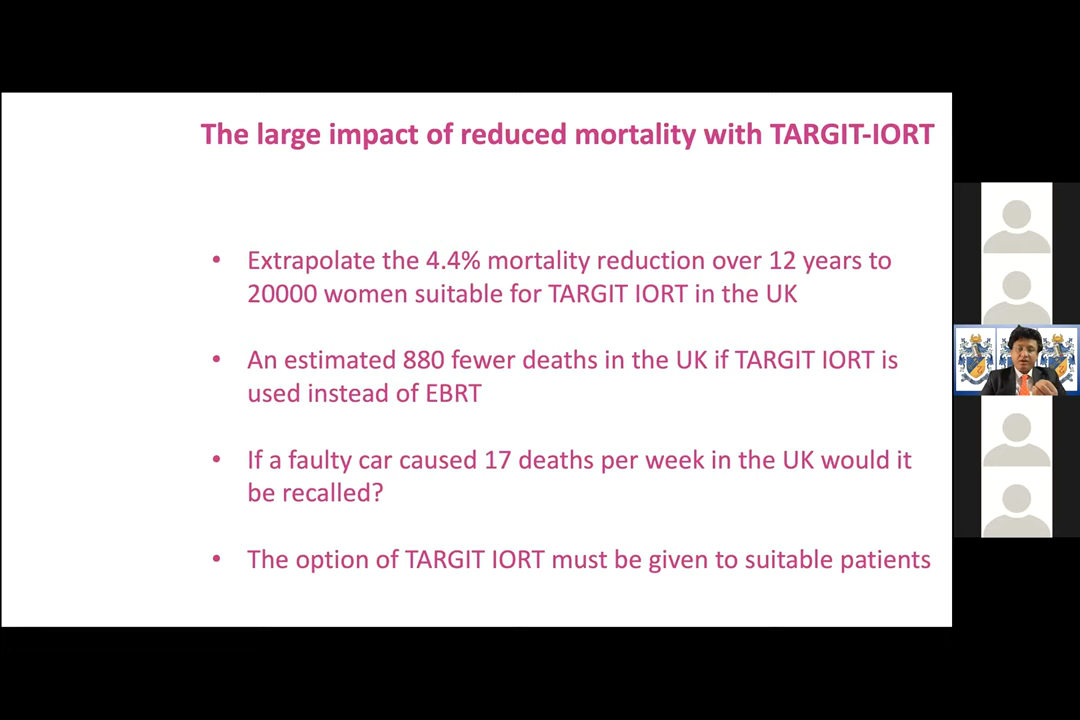 The large impact of reduced mortality with TARGIT-IORT
• Extrapolate the 4.4% mortality reduction over 12 years to
20000 women suitable for TARGIT IORT in the UK
• An estimated 880 fewer deaths in the UK if TARGIT IORT is
used instead of EBRT
• If a faulty car caused 17 deaths per week in the UK would it
be recalled?
• The option of TARGIT IORT must be given to suitable patients